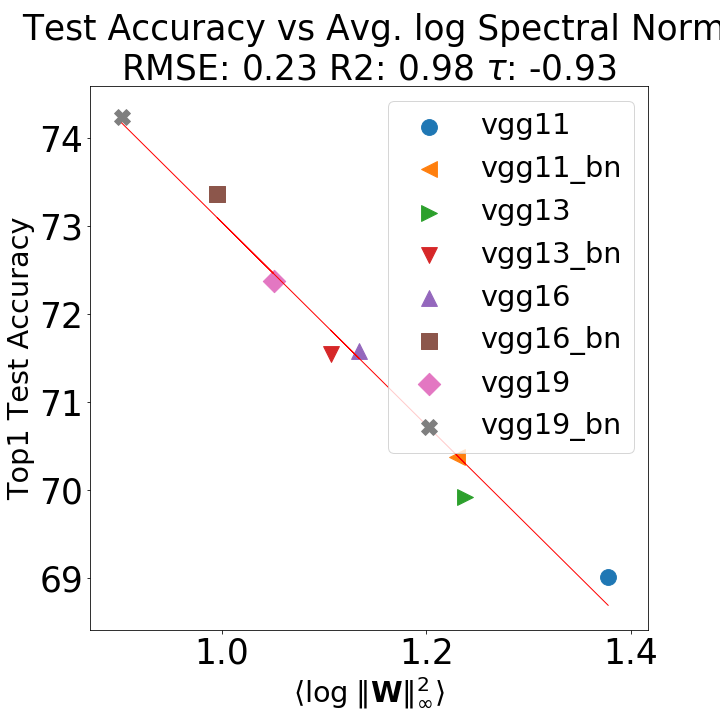 Test Accuracy vs Avg. log Spectral Norm
RMSE: 0.23 R2: 0.98 τ: -0.93
74
73
72
71
70
69
Top1 Test Accuracy
vgg11
vgg11_bn
vgg13
vgg13_bn
vgg16
vgg16_bn
vgg19
vgg19_bn
1.0 1.2 1.4
⟨log ‖𝐖‖²∞⟩